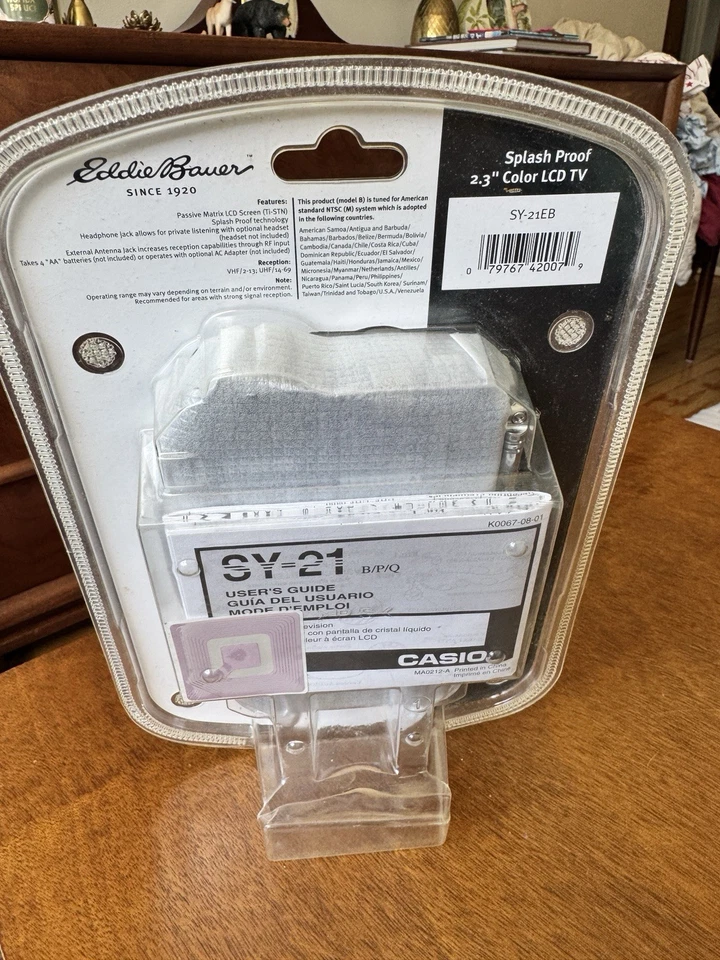 Eddie Bauer™
SINCE 1920
Features:
Passive Matrix LCD Screen (TI-STN)
Splash Proof technology
Headphone jack allows for private listening with optional headset
(headset not included)
External Antenna Jack increases reception capabilities through RF input
Takes 4 "AA" batteries (not included) or operates with optional AC Adapter (not included)
Reception:
VHF/2-13; UHF/14-69
Note:
Operating range may vary depending on terrain and/or environment.
Recommended for areas with strong signal reception.
This product (model B) is tuned for American
standard NTSC (M) system which is adopted
in the following countries.
American Samoa/Antigua and Barbuda/
Bahamas/Barbados/Belize/Bermuda/Bolivia/
Cambodia/Canada/Chile/Costa Rica/Cuba/
Dominican Republic/Ecuador/El Salvador/
Guatemala/Haiti/Honduras/Jamaica/Mexico/
Micronesia/Myanmar/Netherlands/Antilles/
Nicaragua/Panama/Peru/Philippines/
Puerto Rico/Saint Lucia/South Korea/ Surinam/
Taiwan/Trinidad and Tobago/U.S.A./Venezuela
Splash Proof
2.3" Color LCD TV
SY-21EB
0 79767 42007 9
K0067-08-01
SY-21 B/P/Q
USER'S GUIDE
GUÍA DEL USUARIO
MODE D'EMPLOI
con pantalla de cristal líquido
à écran LCD
CASIO
MA0212-A Printed in China
Imprimé en Chine